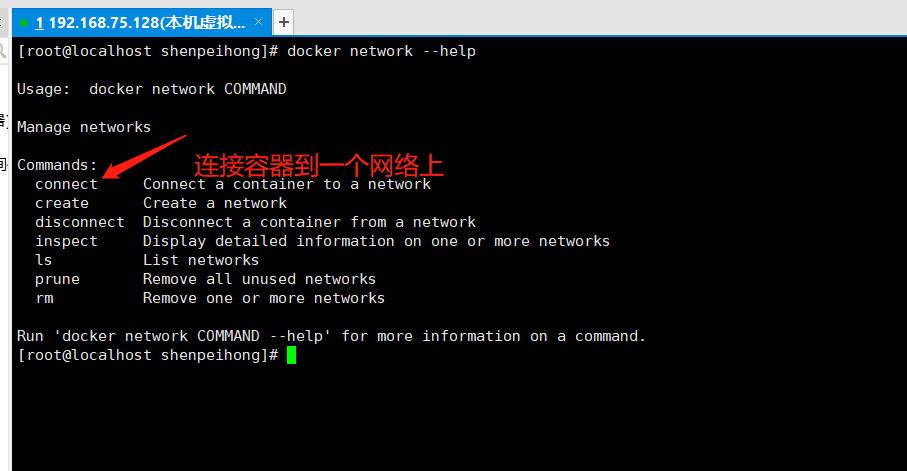 1 192.168.75.128(本机虚拟...
[root@localhost shenpeihong]# docker network --help
Usage:  docker network COMMAND
Manage networks
Commands:
连接容器到一个网络上
connect     Connect a container to a network
create      Create a network
disconnect  Disconnect a container from a network
inspect     Display detailed information on one or more networks
ls          List networks
prune       Remove all unused networks
rm          Remove one or more networks
Run 'docker network COMMAND --help' for more information on a command.
[root@localhost shenpeihong]#